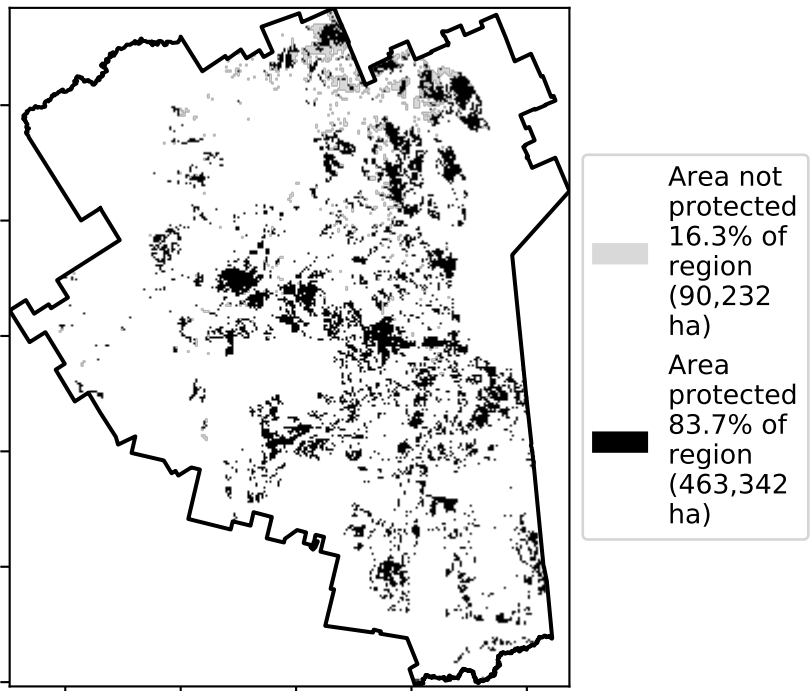 Area not
protected
16.3% of
region
(90,232
ha)
Area
protected
83.7% of
region
(463,342
ha)